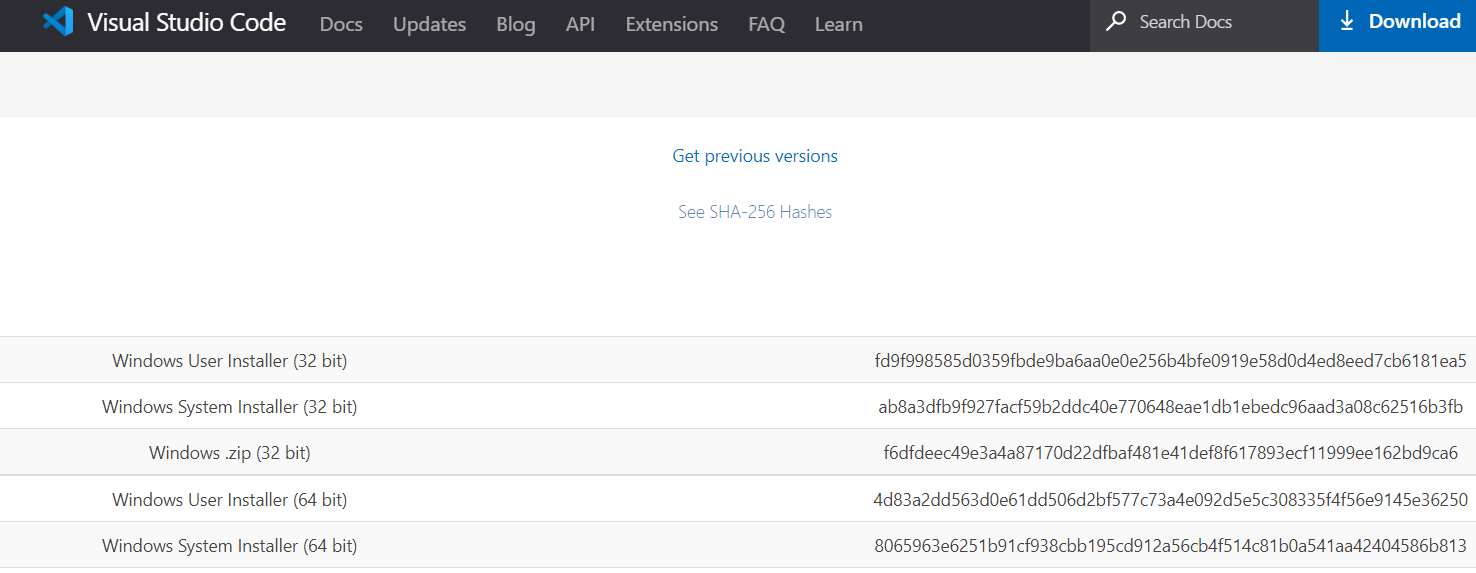 Visual Studio Code Docs Updates Blog API Extensions FAQ Learn Search Docs Download
Get previous versions
See SHA-256 Hashes
Windows User Installer (32 bit) fd9f998585d0359fbde9ba6aa0e0e256b4bfe0919e58d0d4ed8eed7cb6181ea5
Windows System Installer (32 bit) ab8a3dfb9f927facf59b2ddc40e770648eae1db1ebedc96aad3a08c62516b3fb
Windows .zip (32 bit) f6dfdeec49e3a4a87170d22dfbaf481e41def8f617893ecf11999ee162bd9ca6
Windows User Installer (64 bit) 4d83a2dd563d0e61dd506d2bf577c73a4e092d5e5c308335f4f56e9145e36250
Windows System Installer (64 bit) 8065963e6251b91cf938cbb195cd912a56cb4f514c81b0a541aa42404586b813